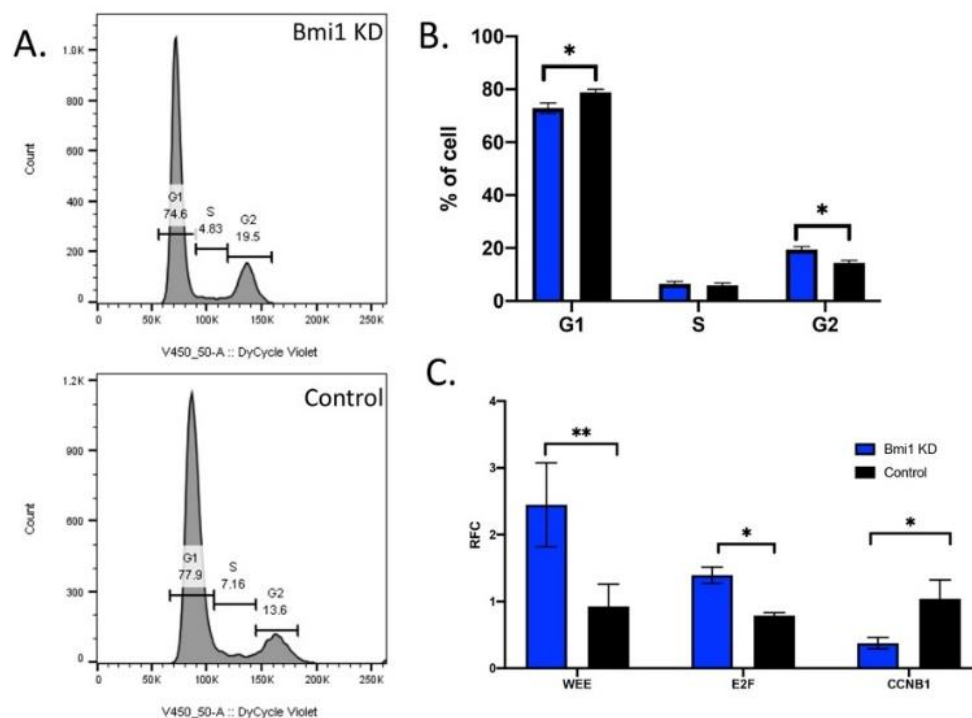 A.
Bmi1 KD
1.0K
800
600
400
200
0
Count
G1
74.6
S
4.83
G2
19.5
0 50K 100K 150K 200K
V450_50-A :: DyCycle Violet
Control
1.2K
900
600
300
0
Count
G1
77.9
S
7.16
G2
13.6
0 50K 100K 150K 200K
V450_50-A :: DyCycle Violet
B.
100
80
60
40
20
0
% of cell
*
*
G1 S G2
C.
4
3
2
1
0
RFC
**
*
*
Bmi1 KD
Control
WEE E2F CCNB1